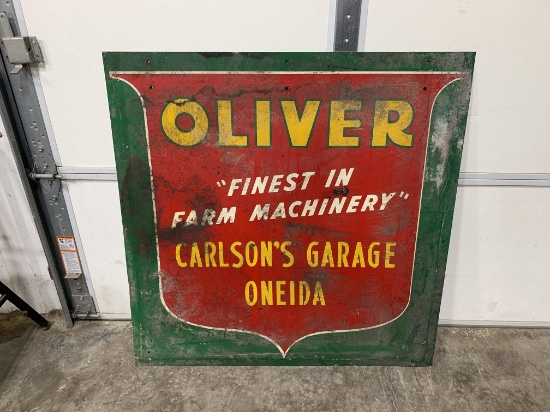 OLIVER
"FINEST IN
FARM MACHINERY"
CARLSON'S GARAGE
ONEIDA